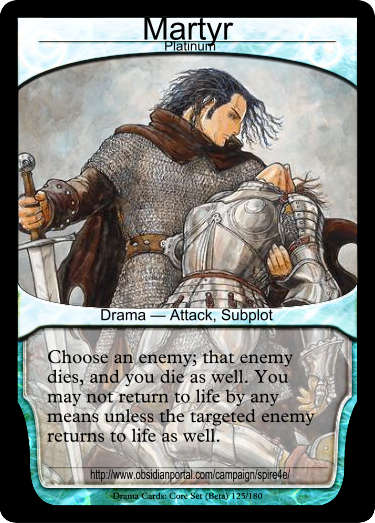 Martyr
Platinum
Drama — Attack, Subplot
Choose an enemy; that enemy
dies, and you die as well. You
may not return to life by any
means unless the targeted enemy
returns to life as well.
http://www.obsidianportal.com/campaign/spire4e/
Drama Cards: Core Set (Beta) 125/180